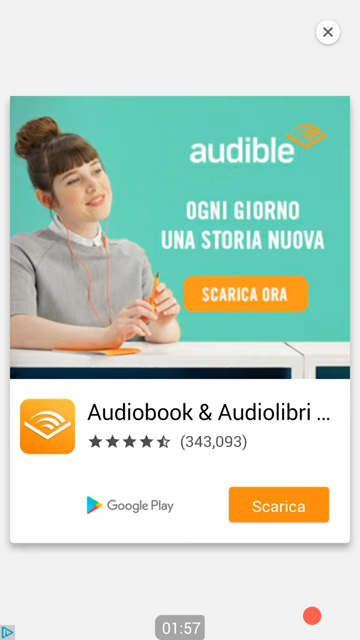 audible
OGNI GIORNO
UNA STORIA NUOVA
SCARICA ORA
Audiobook & Audiolibri ...
(343,093)
Google Play
Scarica
01:57